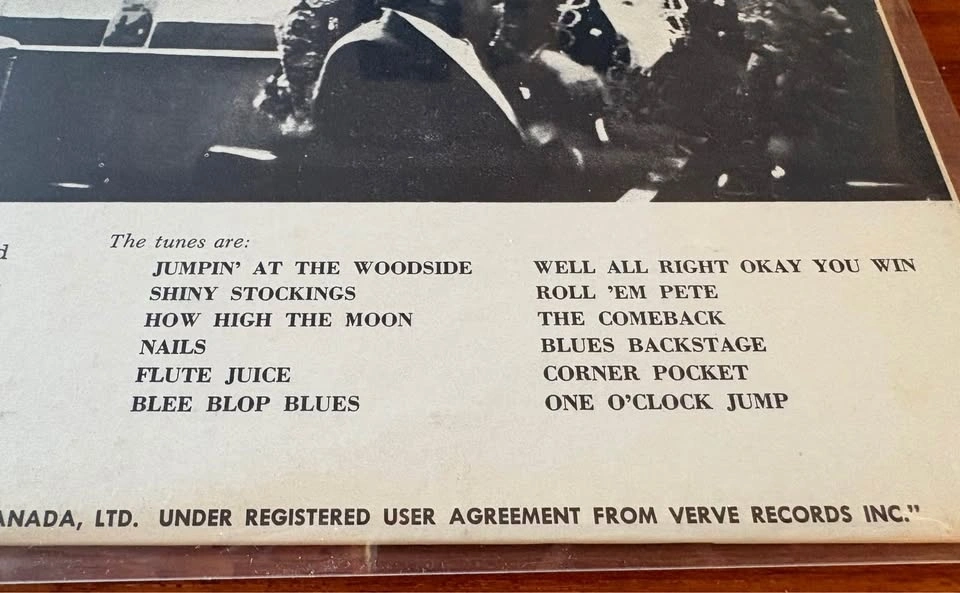 The tunes are:
JUMPIN' AT THE WOODSIDE
SHINY STOCKINGS
HOW HIGH THE MOON
NAILS
FLUTE JUICE
BLEE BLOP BLUES
WELL ALL RIGHT OKAY YOU WIN
ROLL 'EM PETE
THE COMEBACK
BLUES BACKSTAGE
CORNER POCKET
ONE O'CLOCK JUMP
ANADA, LTD. UNDER REGISTERED USER AGREEMENT FROM VERVE RECORDS INC."